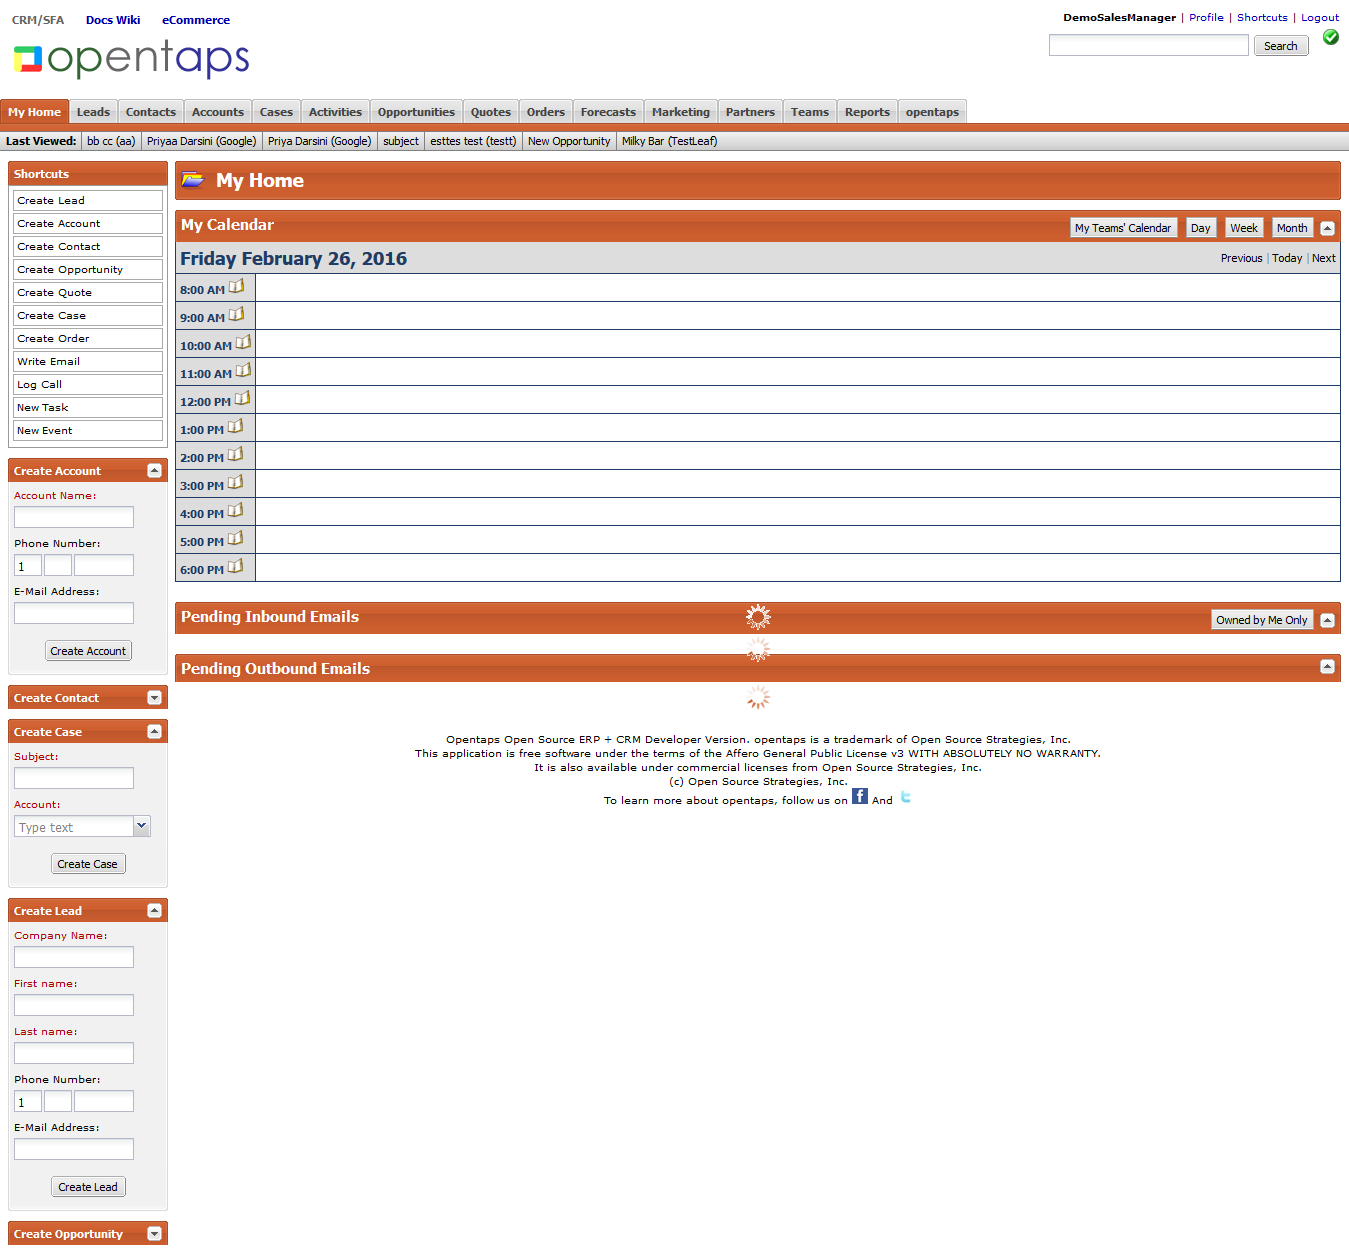 CRM/SFA Docs Wiki eCommerce
DemoSalesManager | Profile | Shortcuts | Logout
opentaps
Search
My Home Leads Contacts Accounts Cases Activities Opportunities Quotes Orders Forecasts Marketing Partners Teams Reports opentaps
Last Viewed: bb cc (aa) Priyaa Darsini (Google) Priya Darsini (Google) subject esttes test (testt) New Opportunity Milky Bar (TestLeaf)
Shortcuts
Create Lead
Create Account
Create Contact
Create Opportunity
Create Quote
Create Case
Create Order
Write Email
Log Call
New Task
New Event
Create Account
Account Name:
Phone Number:
1
E-Mail Address:
Create Account
Create Contact
Create Case
Subject:
Account:
Type text
Create Case
Create Lead
Company Name:
First name:
Last name:
Phone Number:
1
E-Mail Address:
Create Lead
Create Opportunity
My Home
My Calendar
My Teams' Calendar Day Week Month
Friday February 26, 2016
Previous | Today | Next
8:00 AM
9:00 AM
10:00 AM
11:00 AM
12:00 PM
1:00 PM
2:00 PM
3:00 PM
4:00 PM
5:00 PM
6:00 PM
Pending Inbound Emails
Owned by Me Only
Pending Outbound Emails
Opentaps Open Source ERP + CRM Developer Version. opentaps is a trademark of Open Source Strategies, Inc.
This application is free software under the terms of the Affero General Public License v3 WITH ABSOLUTELY NO WARRANTY.
It is also available under commercial licenses from Open Source Strategies, Inc.
(c) Open Source Strategies, Inc.
To learn more about opentaps, follow us on f And t